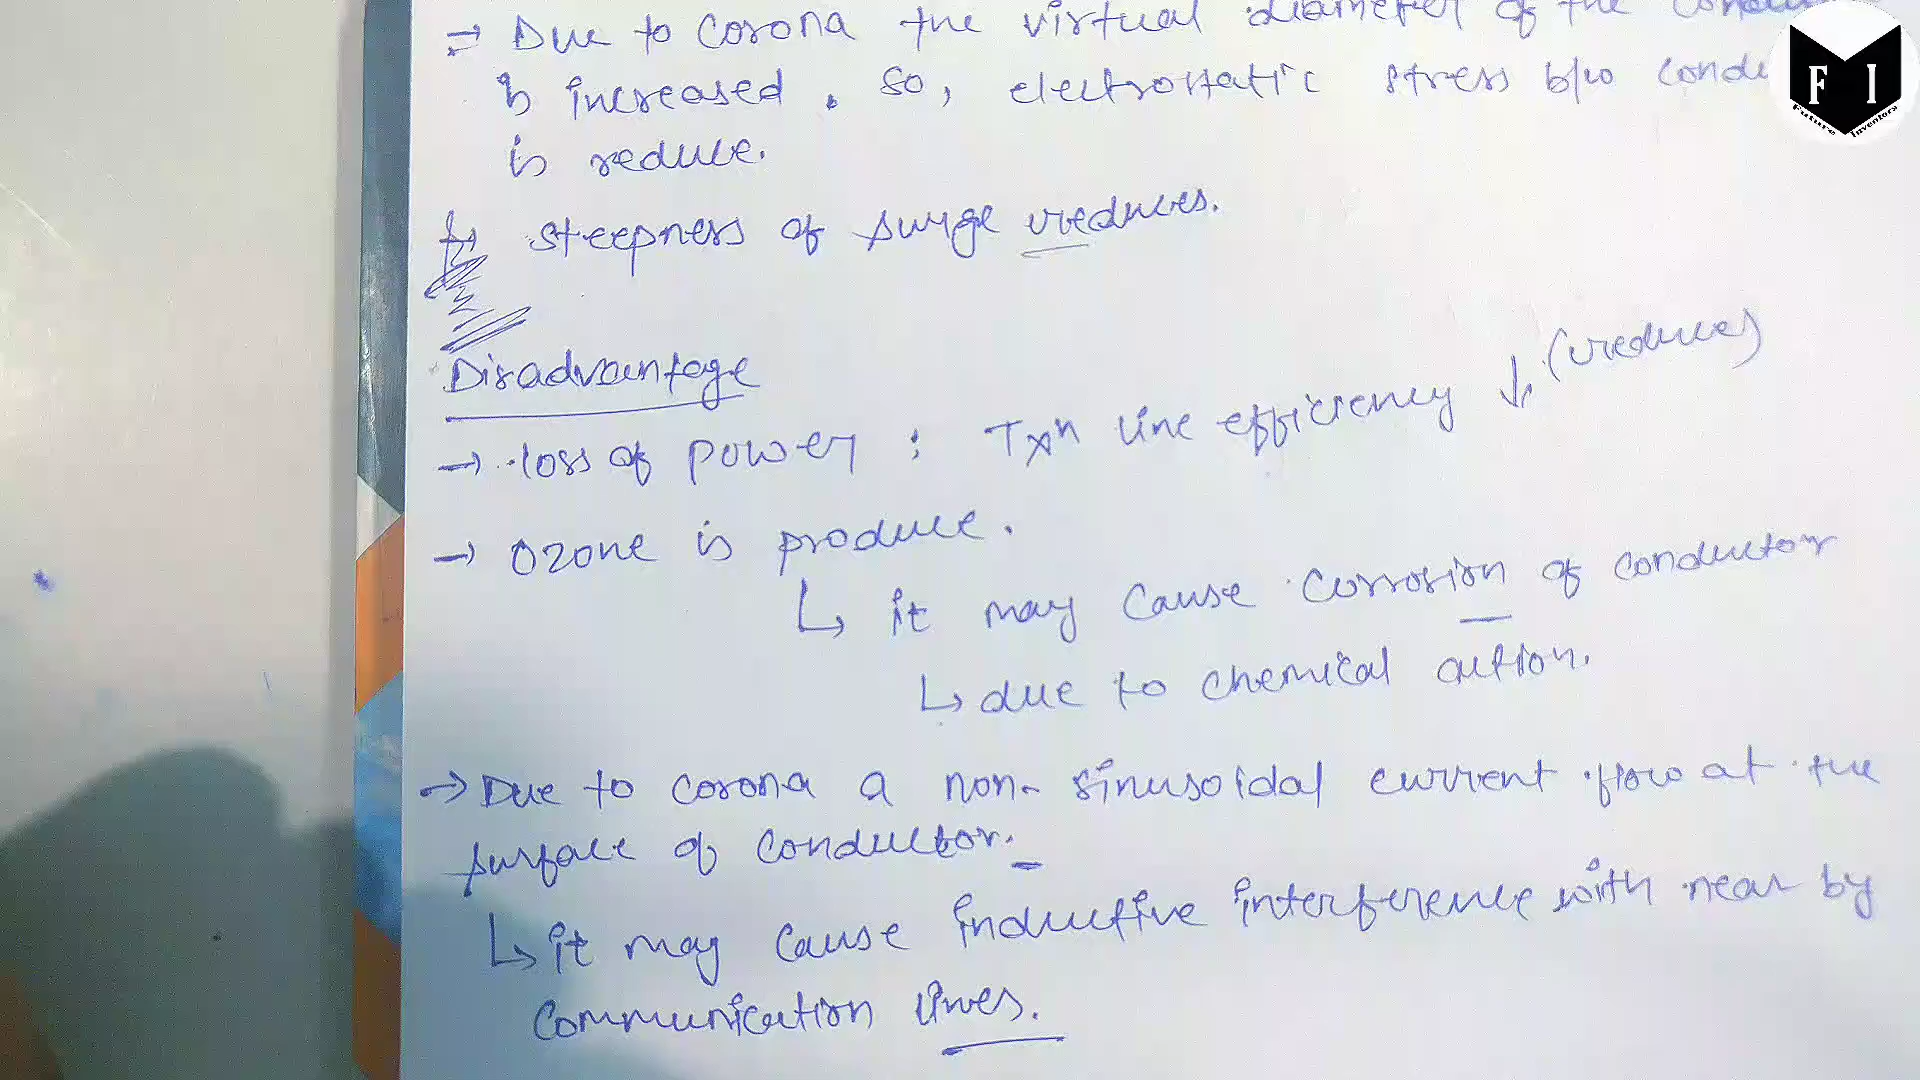 → Due to corona the virtual diameter of the
is increased. So, electrostatic stress b/w condu
is reduce.
→ steepness of surge reduces.
Disadvantage
→ loss of power : Txn line efficiency ↓ (reduce)
→ Ozone is produce.
↳ it may cause corrosion of conductor
↳ due to chemical action.
→ Due to corona a non-sinusoidal current flow at the
surface of conductor.
↳ it may cause inductive interference with near by
communication lines.
F I
Future Inventors